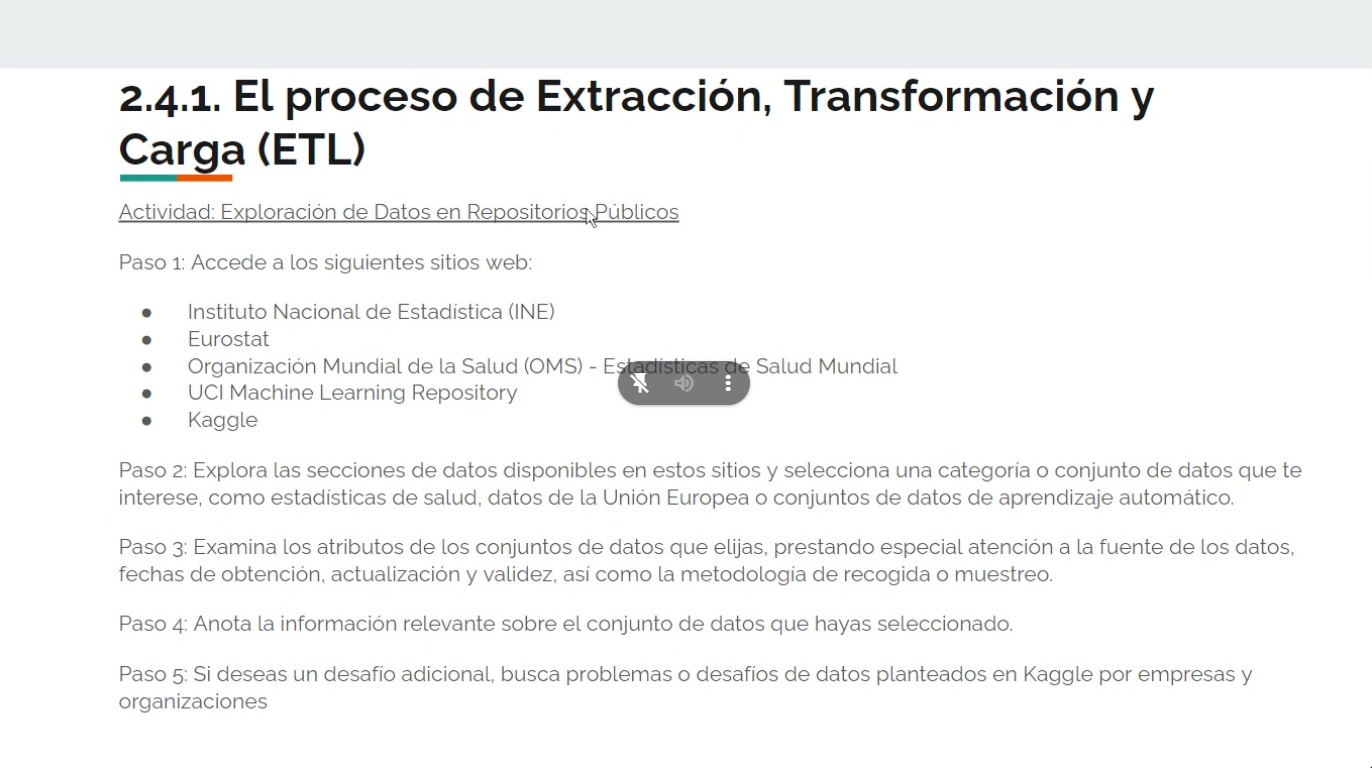 2.4.1. El proceso de Extracción, Transformación y
Carga (ETL)
Actividad: Exploración de Datos en Repositorios Públicos
Paso 1: Accede a los siguientes sitios web:
● Instituto Nacional de Estadística (INE)
● Eurostat
● Organización Mundial de la Salud (OMS) - Estadísticas de Salud Mundial
● UCI Machine Learning Repository
● Kaggle
Paso 2: Explora las secciones de datos disponibles en estos sitios y selecciona una categoría o conjunto de datos que te
interese, como estadísticas de salud, datos de la Unión Europea o conjuntos de datos de aprendizaje automático.
Paso 3: Examina los atributos de los conjuntos de datos que elijas, prestando especial atención a la fuente de los datos,
fechas de obtención, actualización y validez, así como la metodología de recogida o muestreo.
Paso 4: Anota la información relevante sobre el conjunto de datos que hayas seleccionado.
Paso 5: Si deseas un desafío adicional, busca problemas o desafíos de datos planteados en Kaggle por empresas y
organizaciones